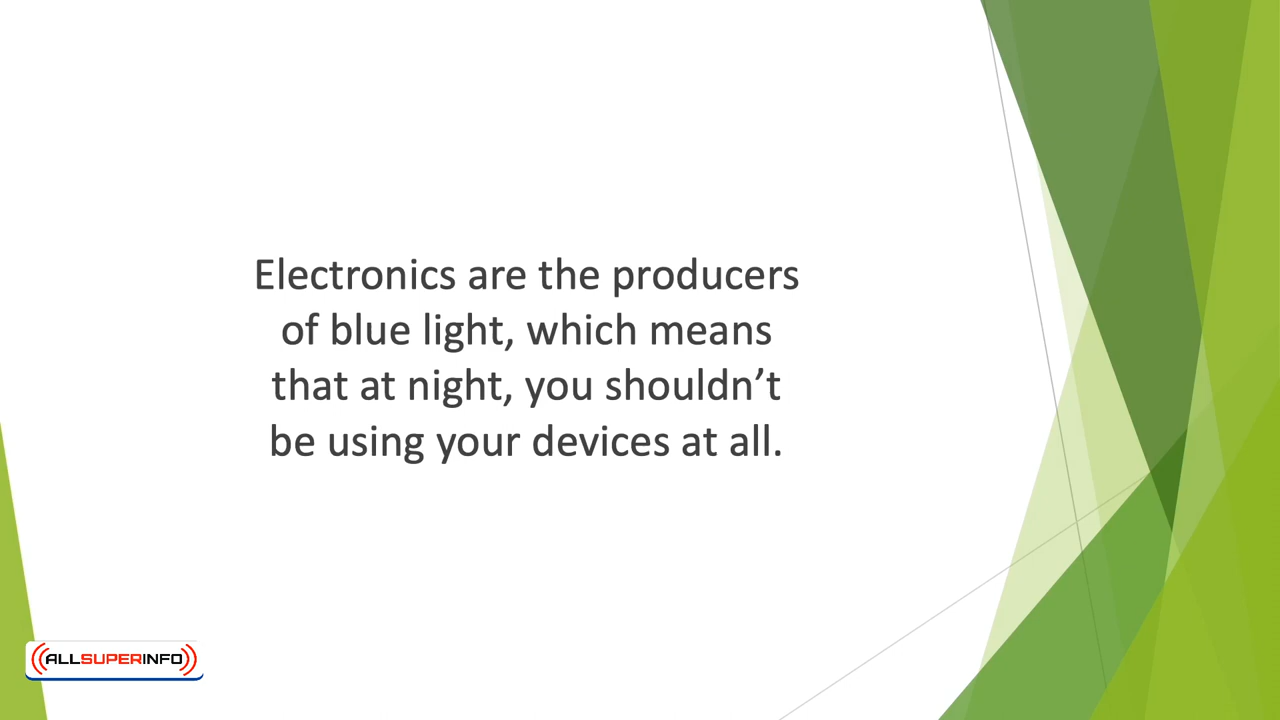 Electronics are the producers
of blue light, which means
that at night, you shouldn’t
be using your devices at all.
ALLSUPERINFO